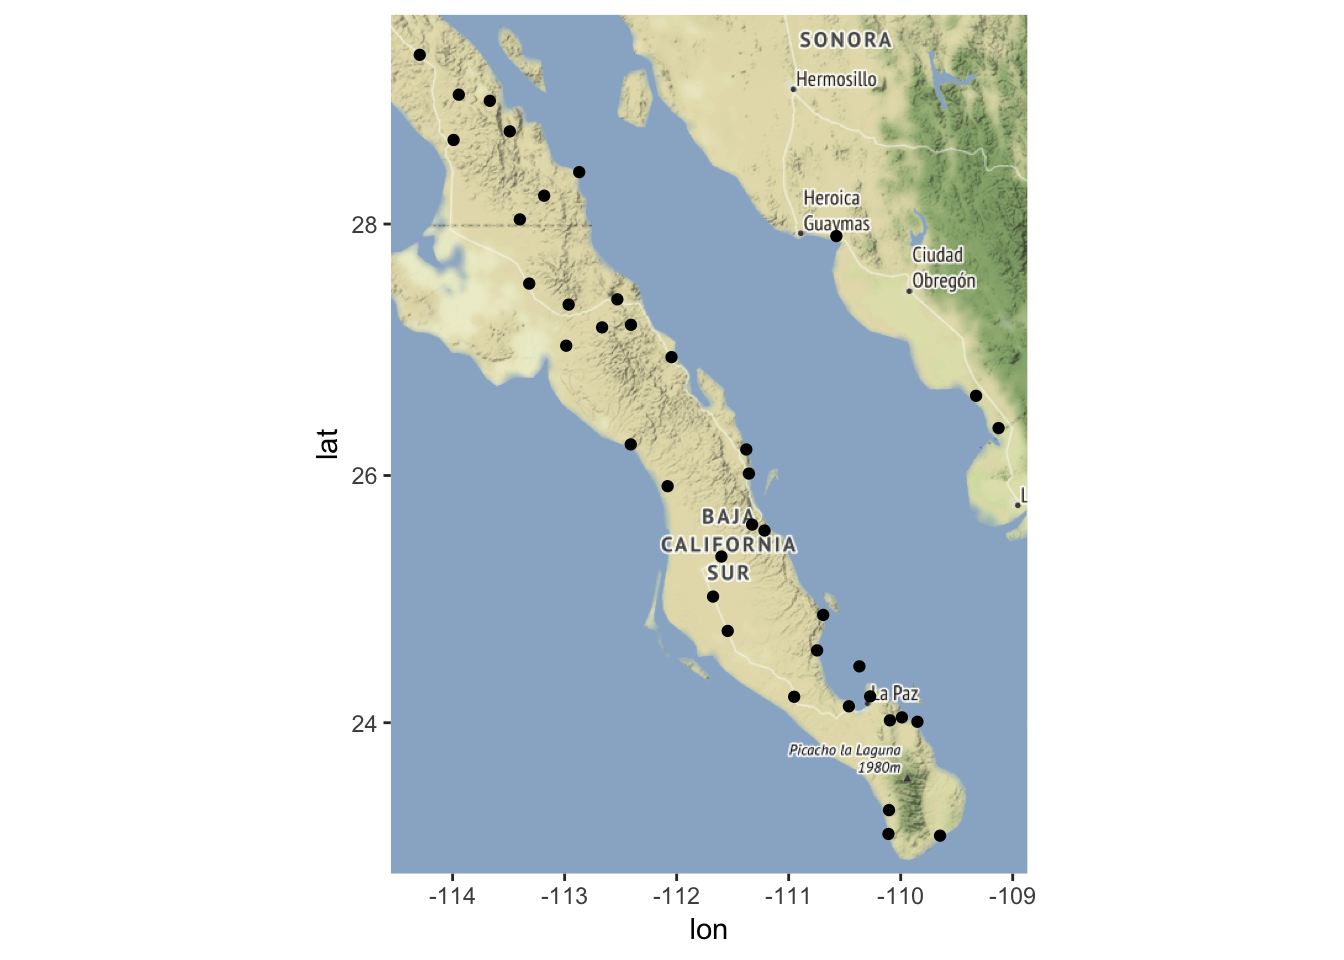 SONORA
Hermosillo
Heroica
Guaymas
28
Ciudad
Obregón
lat
26
L
BAJA
CALIFORNIA
SUR
La Paz
24
Picacho la Laguna
1980m
-114
-113
-112
-111
-110
-109
lon